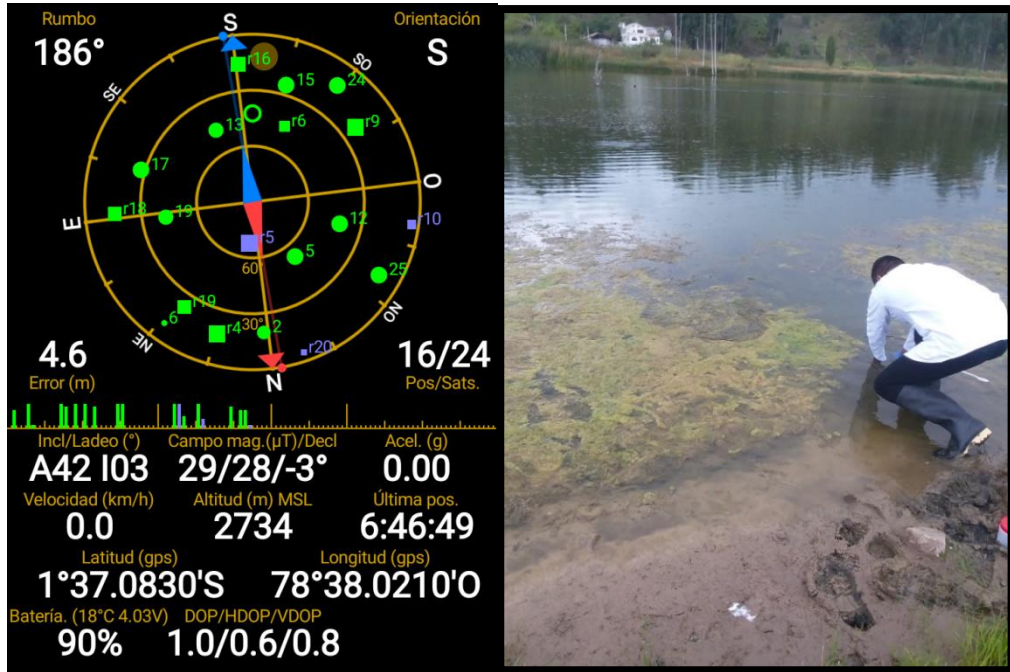 Rumbo
186°
Orientación
S
S
r16
15
24
SO
SE
13
r6
r9
17
O
r18
19
12
r10
E
r5
5
60°
25
r19
6
r4
30°
2
r20
NO
NE
N
4.6
Error (m)
16/24
Pos/Sats.
Incl/Ladeo (°) Campo mag.(µT)/Decl Acel. (g)
A42 I03 29/28/-3° 0.00
Velocidad (km/h) Altitud (m) MSL Última pos.
0.0 2734 6:46:49
Latitud (gps) Longitud (gps)
1°37.0830'S 78°38.0210'O
Batería. (18°C 4.03V) DOP/HDOP/VDOP
90% 1.0/0.6/0.8